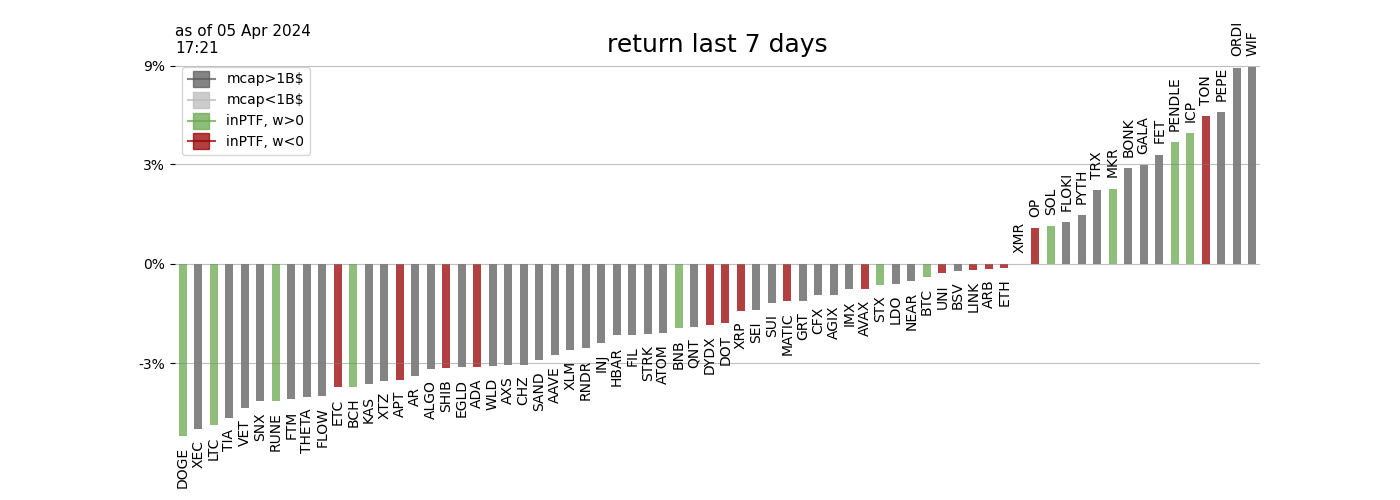 as of 05 Apr 2024
17:21
return last 7 days
9%
3%
0%
-3%
mcap>1B$
mcap<1B$
inPTF, w>0
inPTF, w<0
DOGE
XEC
LTC
TIA
VET
SNX
RUNE
FTM
THETA
FLOW
ETC
BCH
KAS
XTZ
APT
AR
ALGO
SHIB
EGLD
ADA
WLD
AXS
CHZ
SAND
AAVE
XLM
RNDR
INJ
HBAR
FIL
STRK
ATOM
BNB
QNT
DYDX
DOT
XRP
SEI
SUI
MATIC
GRT
CFX
AGIX
IMX
AVAX
STX
LDO
NEAR
BTC
UNI
BSV
LINK
ARB
ETH
XMR
OP
SOL
FLOKI
PYTH
TRX
MKR
BONK
GALA
FET
PENDLE
ICP
TON
PEPE
ORDI
WIF